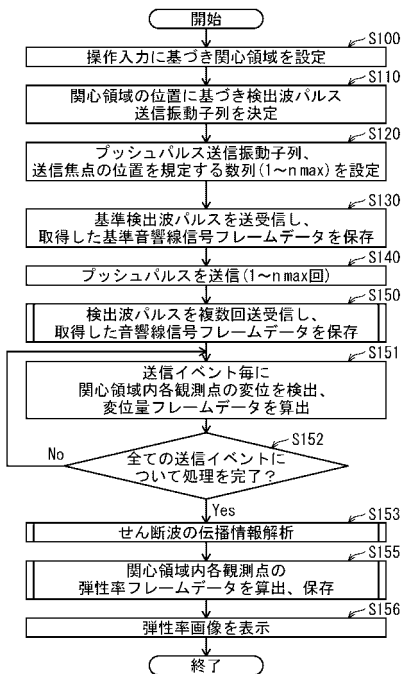 開始
S100
操作入力に基づき関心領域を設定
S110
関心領域の位置に基づき検出波パルス
送信振動子列を決定
S120
プッシュパルス送信振動子列、
送信焦点の位置を規定する数列(1～nmax)を設定
S130
基準検出波パルスを送受信し、
取得した基準音響線信号フレームデータを保存
S140
プッシュパルスを送信(1～nmax回)
S150
検出波パルスを複数回送受信し、
取得した音響線信号フレームデータを保存
S151
送信イベント毎に
関心領域内各観測点の変位を検出、
変位量フレームデータを算出
S152
No
全ての送信イベントに
ついて処理を完了？
Yes
S153
せん断波の伝播情報解析
S155
関心領域内各観測点の
弾性率フレームデータを算出、保存
S156
弾性率画像を表示
終了